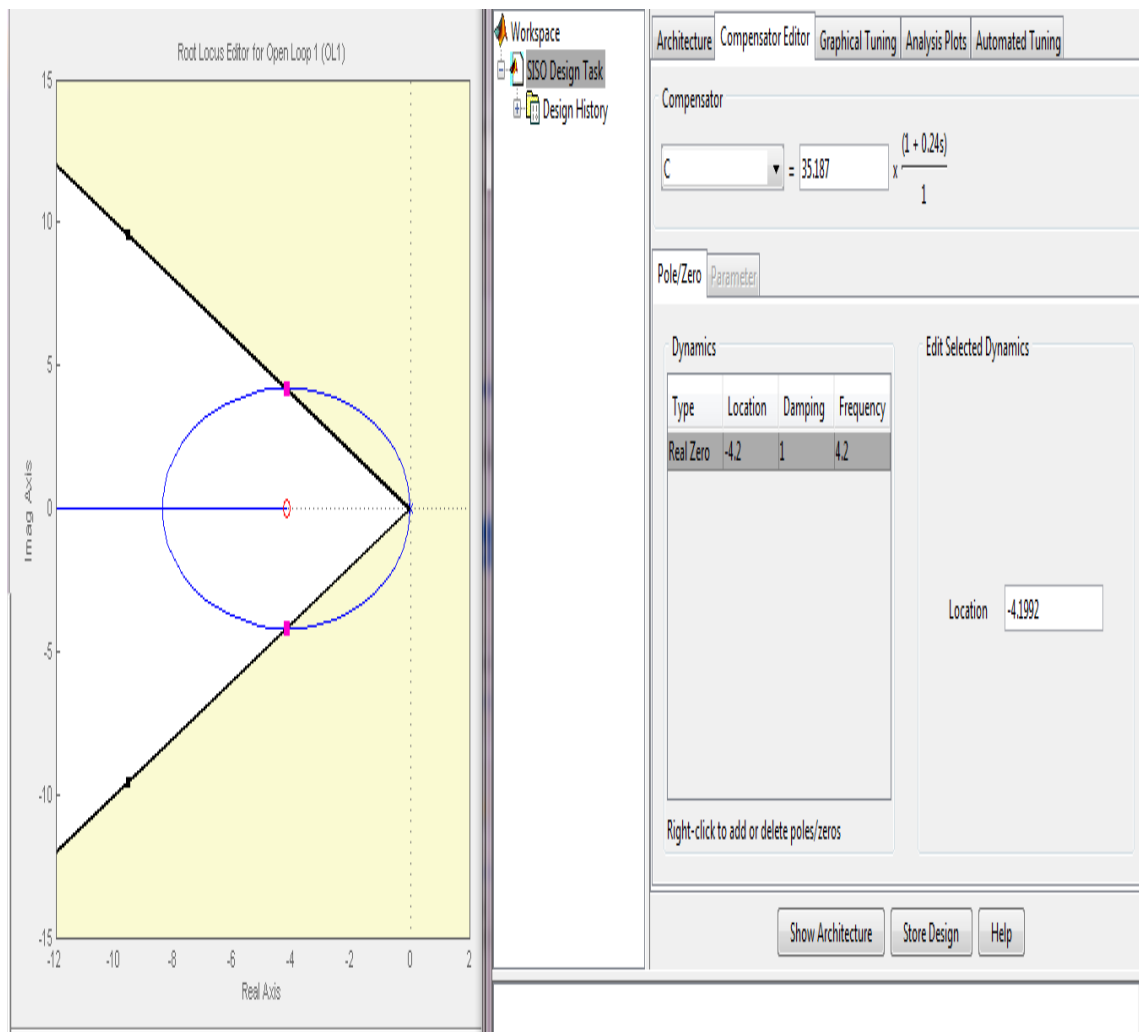 Root Locus Editor for Open Loop 1 (OL1)
15
10
5
0
-5
-10
-15
-12
-10
-8
-6
-4
-2
0
2
Imag Axis
Real Axis
Workspace
SISO Design Task
Design History
Architecture
Compensator Editor
Graphical Tuning
Analysis Plots
Automated Tuning
Compensator
C = 35.187 x (1 + 0.24s)
1
Pole/Zero
Parameter
Dynamics
Type Location Damping Frequency
Real Zero -4.2 1 4.2
Right-click to add or delete poles/zeros
Edit Selected Dynamics
Location -4.1992
Show Architecture
Store Design
Help